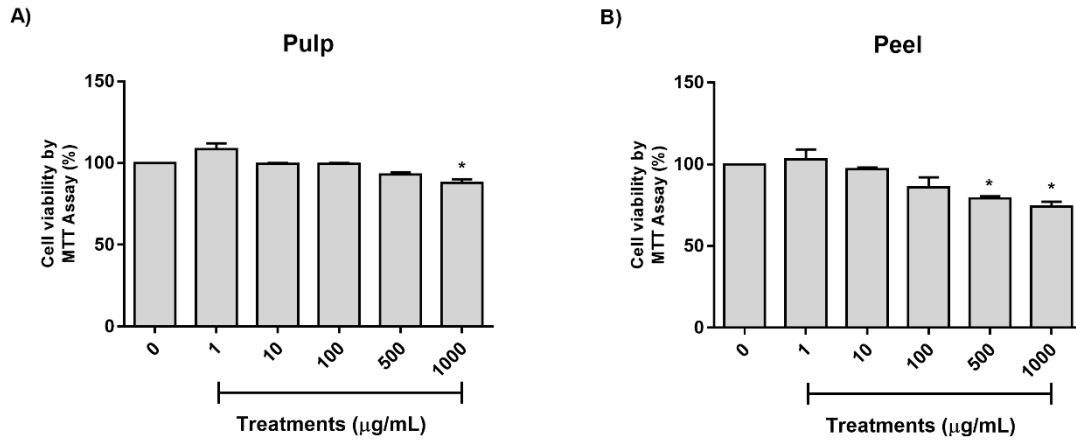 A)
Pulp
Cell viability by
MTT Assay (%)
150
100
50
0
*
0
1
10
100
500
1000
Treatments (μg/mL)
B)
Peel
Cell viability by
MTT Assay (%)
150
100
50
0
*
*
0
1
10
100
500
1000
Treatments (μg/mL)